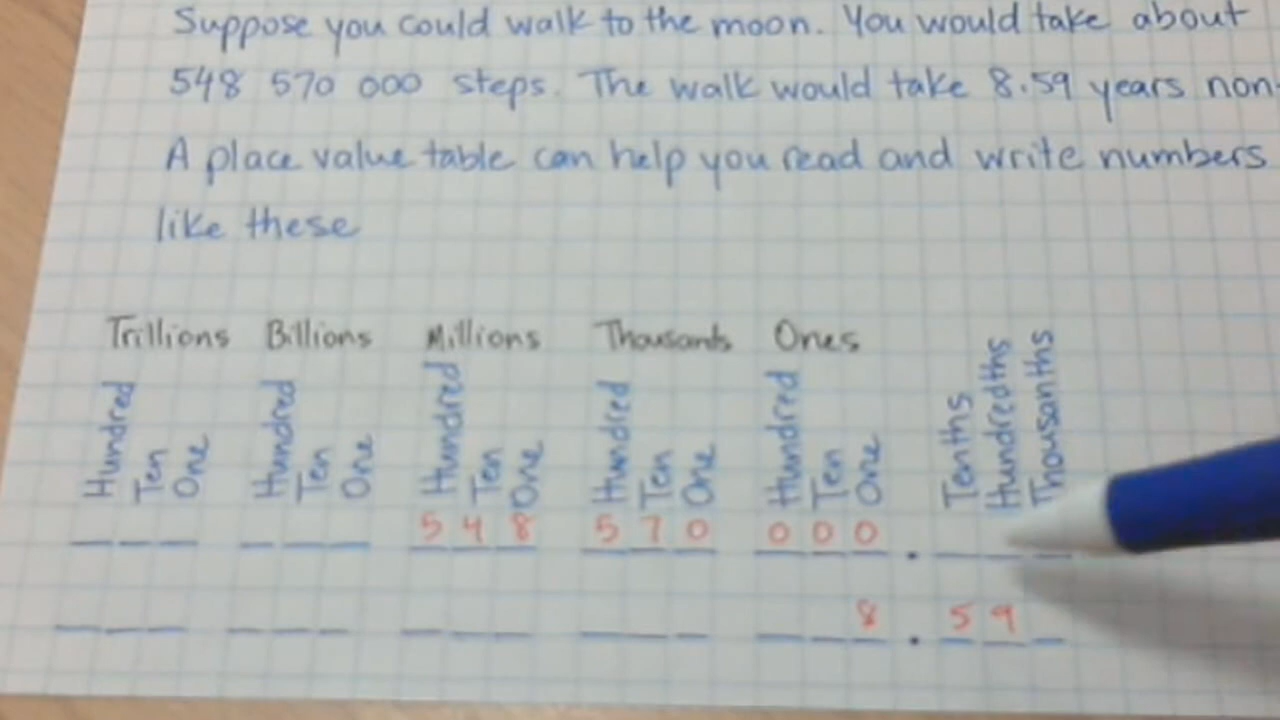 Suppose you could walk to the moon. You would take about
548 570 000 steps. The walk would take 8.59 years non-
A place value table can help you read and write numbers
like these
Trillions Billions Millions Thousants Ones
Hundred Ten One Hundred Ten One Hundred Ten One Hundred Ten One Hundred Ten One Tenths Hundredths Thousanths
5 4 8 5 7 0 0 0 0 .
8 . 5 9